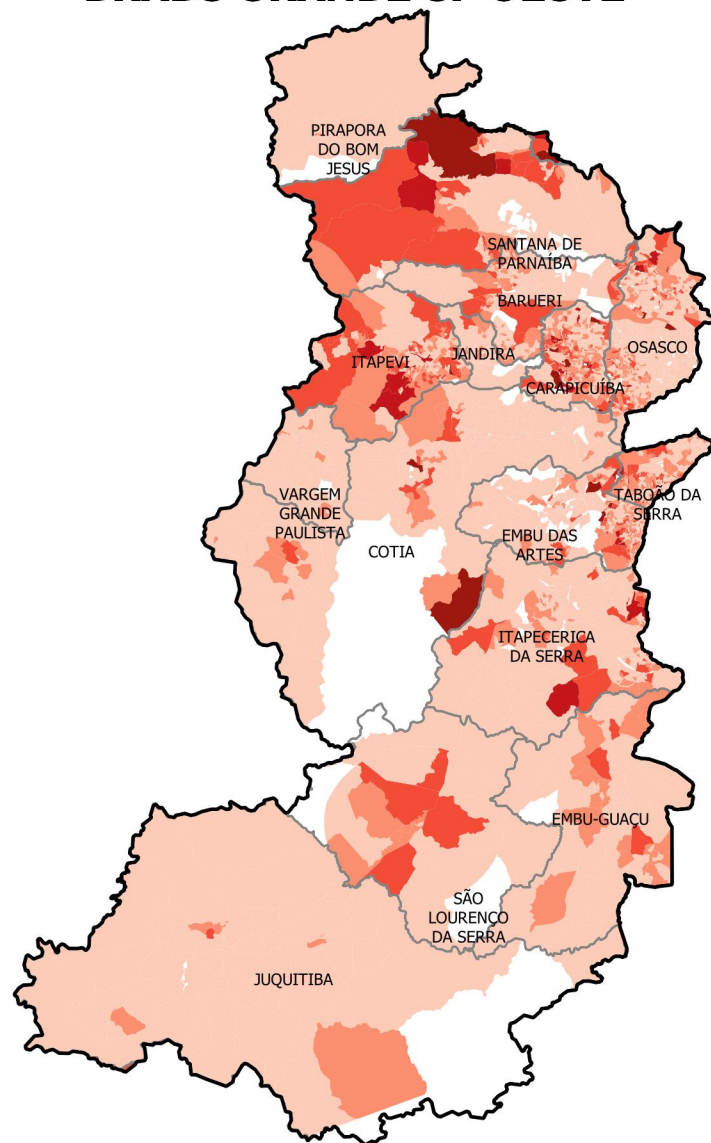 PIRAPORA
DO BOM
JESUS
SANTANA DE
PARNAÍBA
BARUERI
OSASCO
JANDIRA
ITAPEVI
CARAPICUÍBA
VARGEM
GRANDE
PAULISTA
TABOÃO DA
SERRA
EMBU DAS
ARTES
COTIA
ITAPECERICA
DA SERRA
EMBU-GUAÇU
SÃO
LOURENÇO
DA SERRA
JUQUITIBA